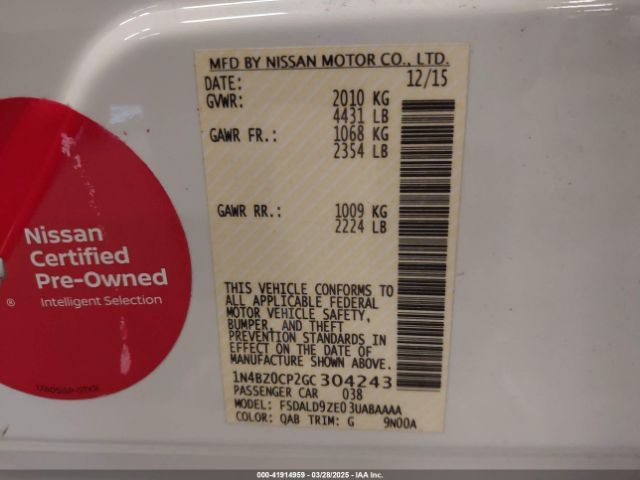 MFD BY NISSAN MOTOR CO., LTD.
DATE: 12/15
GVWR: 2010 KG
4431 LB
GAWR FR.: 1068 KG
2354 LB
GAWR RR.: 1009 KG
2224 LB
THIS VEHICLE CONFORMS TO
ALL APPLICABLE FEDERAL
MOTOR VEHICLE SAFETY,
BUMPER, AND THEFT
PREVENTION STANDARDS IN
EFFECT ON THE DATE OF
MANUFACTURE SHOWN ABOVE.
1N4BZ0CP2GC304243
PASSENGER CAR 038
MODEL: FSDALD9ZE03UABAAAA
COLOR: QAB TRIM: G 9N00A
Nissan
Certified
Pre-Owned
® Intelligent Selection
000-41914959 - 03/28/2025 - IAAI Inc.